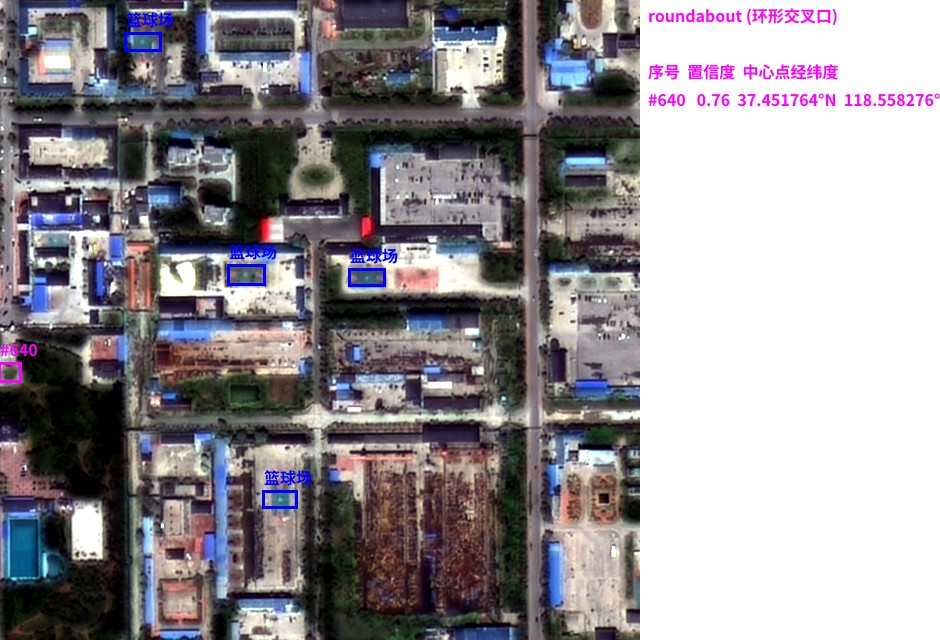 篮球场
roundabout (环形交叉口)
序号 置信度 中心点经纬度
#640 0.76 37.451764°N 118.558276°
篮球场
篮球场
#640
篮球场